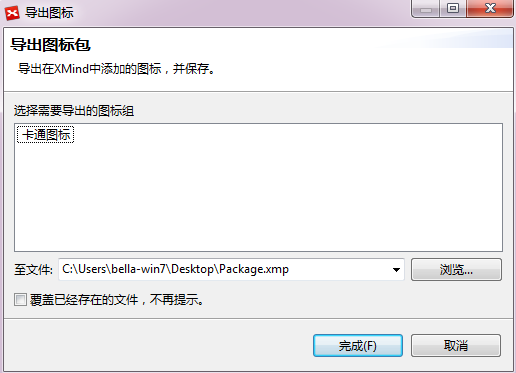 导出图标
导出图标包
导出在XMind中添加的图标，并保存。
选择需要导出的图标组
卡通图标
至文件: C:\Users\bella-win7\Desktop\Package.xmp 浏览...
覆盖已经存在的文件，不再提示。
完成(F) 取消